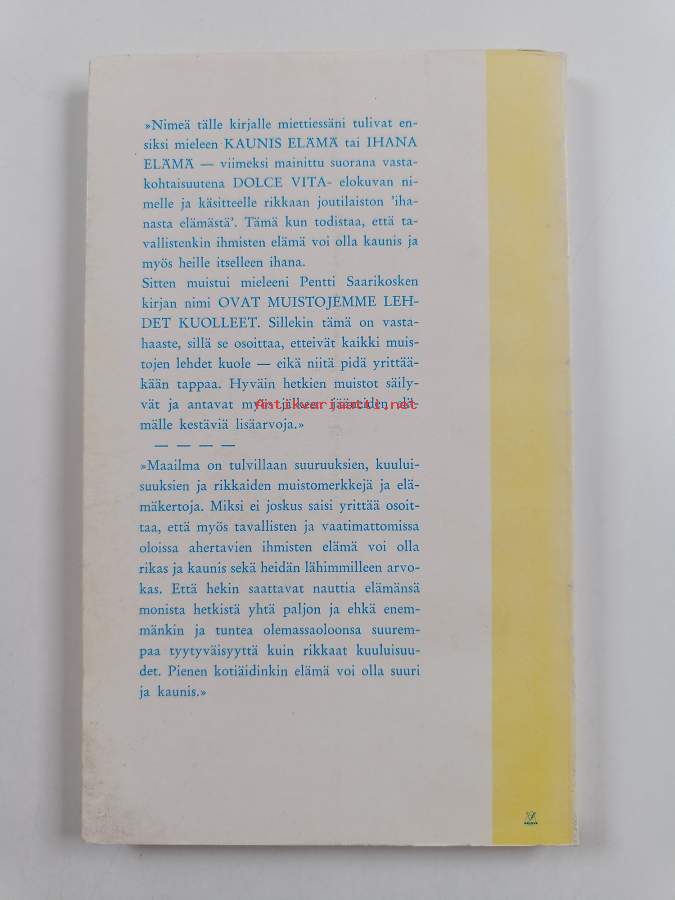 »Nimeä tälle kirjalle miettiessäni tulivat en-
siksi mieleen KAUNIS ELÄMÄ tai IHANA
ELÄMÄ — viimeksi mainittu suorana vasta-
kohtaisuutena DOLCE VITA- elokuvan ni-
melle ja käsitteelle rikkaan joutilaiston 'iha-
nasta elämästä'. Tämä kun todistaa, että ta-
vallistenkin ihmisten elämä voi olla kaunis ja
myös heille itselleen ihana.
Sitten muistui mieleeni Pentti Saarikosken
kirjan nimi OVAT MUISTOJEMME LEH-
DET KUOLLEET. Sillekin tämä on vasta-
haaste, sillä se osoittaa, etteivät kaikki muis-
tojen lehdet kuole — eikä niitä pidä yrittää-
kään tappaa. Hyväin hetkien muistot säily-
vät ja antavat myös jälkeen jääneiden elä-
Antikvariaatti.net
mälle kestäviä lisäarvoja.»
— — — —
»Maailma on tulvillaan suuruuksien, kuului-
suuksien ja rikkaiden muistomerkkejä ja elä-
mäkertoja. Miksi ei joskus saisi yrittää osoit-
taa, että myös tavallisten ja vaatimattomissa
oloissa ahertavien ihmisten elämä voi olla
rikas ja kaunis sekä heidän lähimmilleen arvo-
kas. Että hekin saattavat nauttia elämänsä
monista hetkistä yhtä paljon ja ehkä enem-
mänkin ja tuntea olemassaoloonsa suurem-
paa tyytyväisyyttä kuin rikkaat kuuluisuu-
det. Pienen kotiäidinkin elämä voi olla suuri
ja kaunis.»